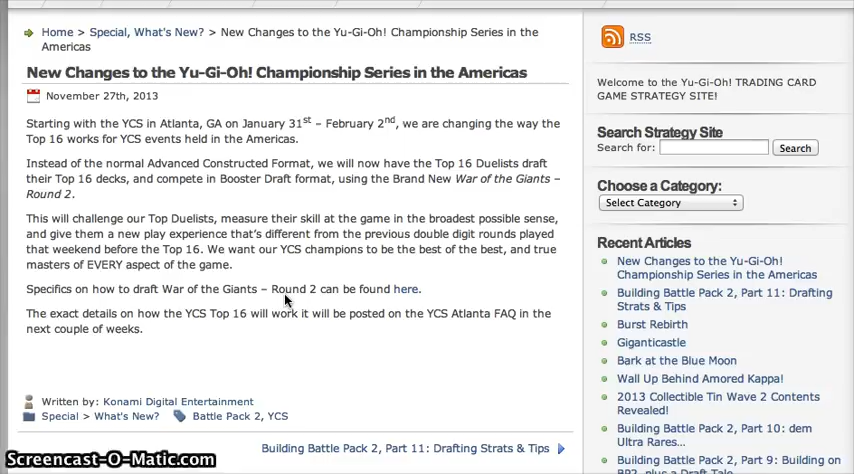 Home > Special, What's New? > New Changes to the Yu-Gi-Oh! Championship Series in the
Americas
New Changes to the Yu-Gi-Oh! Championship Series in the Americas
November 27th, 2013
Starting with the YCS in Atlanta, GA on January 31st – February 2nd, we are changing the way the
Top 16 works for YCS events held in the Americas.
Instead of the normal Advanced Constructed Format, we will now have the Top 16 Duelists draft
their Top 16 decks, and compete in Booster Draft format, using the Brand New War of the Giants –
Round 2.
This will challenge our Top Duelists, measure their skill at the game in the broadest possible sense,
and give them a new play experience that's different from the previous double digit rounds played
that weekend before the Top 16. We want our YCS champions to be the best of the best, and true
masters of EVERY aspect of the game.
Specifics on how to draft War of the Giants – Round 2 can be found here.
The exact details on how the YCS Top 16 will work it will be posted on the YCS Atlanta FAQ in the
next couple of weeks.
Written by: Konami Digital Entertainment
Special > What's New? Battle Pack 2, YCS
Building Battle Pack 2, Part 11: Drafting Strats & Tips
RSS
Welcome to the Yu-Gi-Oh! TRADING CARD
GAME STRATEGY SITE!
Search Strategy Site
Search for: Search
Choose a Category:
Select Category
Recent Articles
New Changes to the Yu-Gi-Oh!
Championship Series in the Americas
Building Battle Pack 2, Part 11: Drafting
Strats & Tips
Burst Rebirth
Giganticastle
Bark at the Blue Moon
Wall Up Behind Amored Kappa!
2013 Collectible Tin Wave 2 Contents
Revealed!
Building Battle Pack 2, Part 10: dem
Ultra Rares...
Building Battle Pack 2, Part 9: Building on
BP2, plus a Draft Tale
Screencast-O-Matic.com